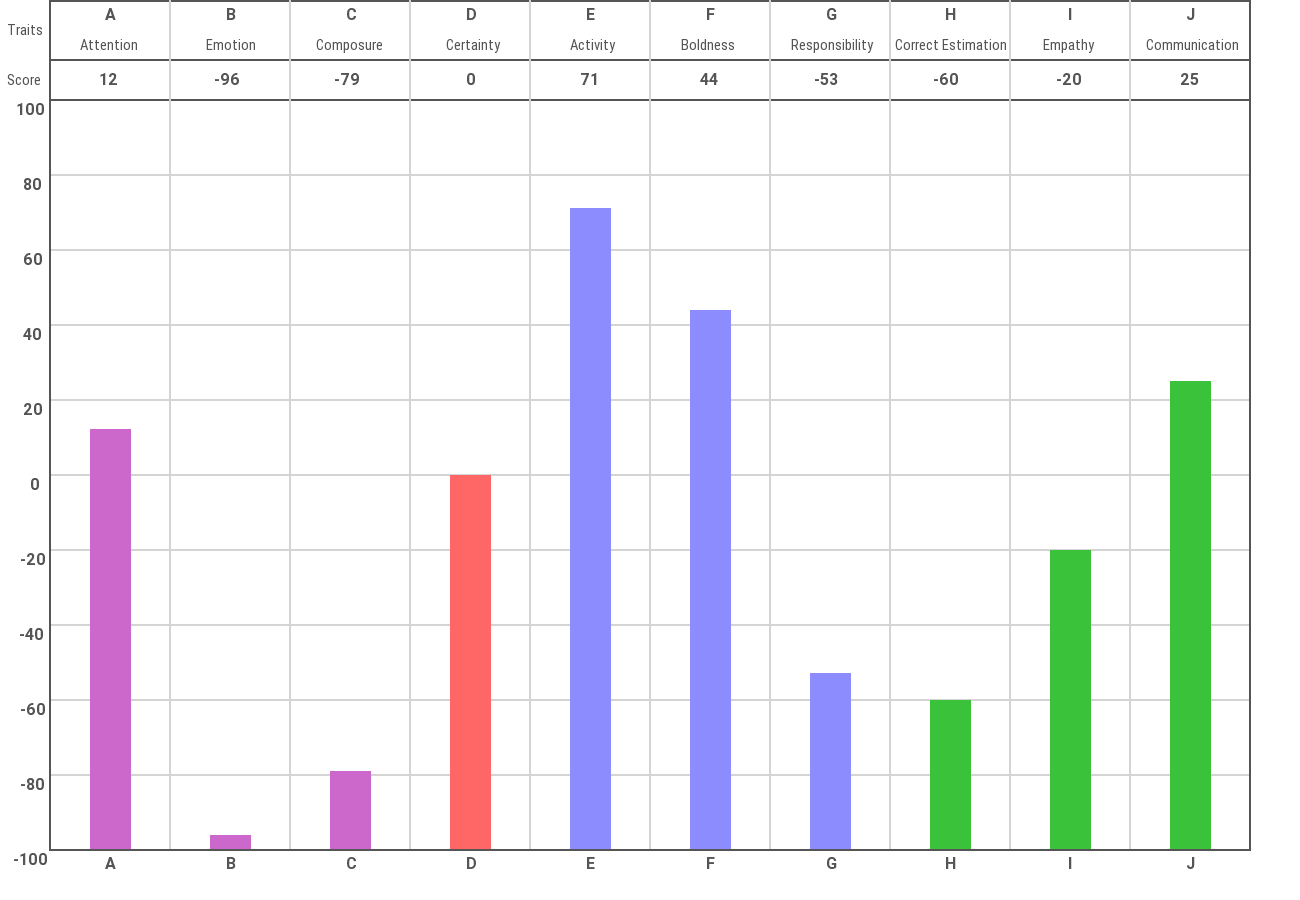 A B C D E F G H I J
Traits
Attention Emotion Composure Certainty Activity Boldness Responsibility Correct Estimation Empathy Communication
Score 12 -96 -79 0 71 44 -53 -60 -20 25
100
80
60
40
20
0
-20
-40
-60
-80
-100
A B C D E F G H I J